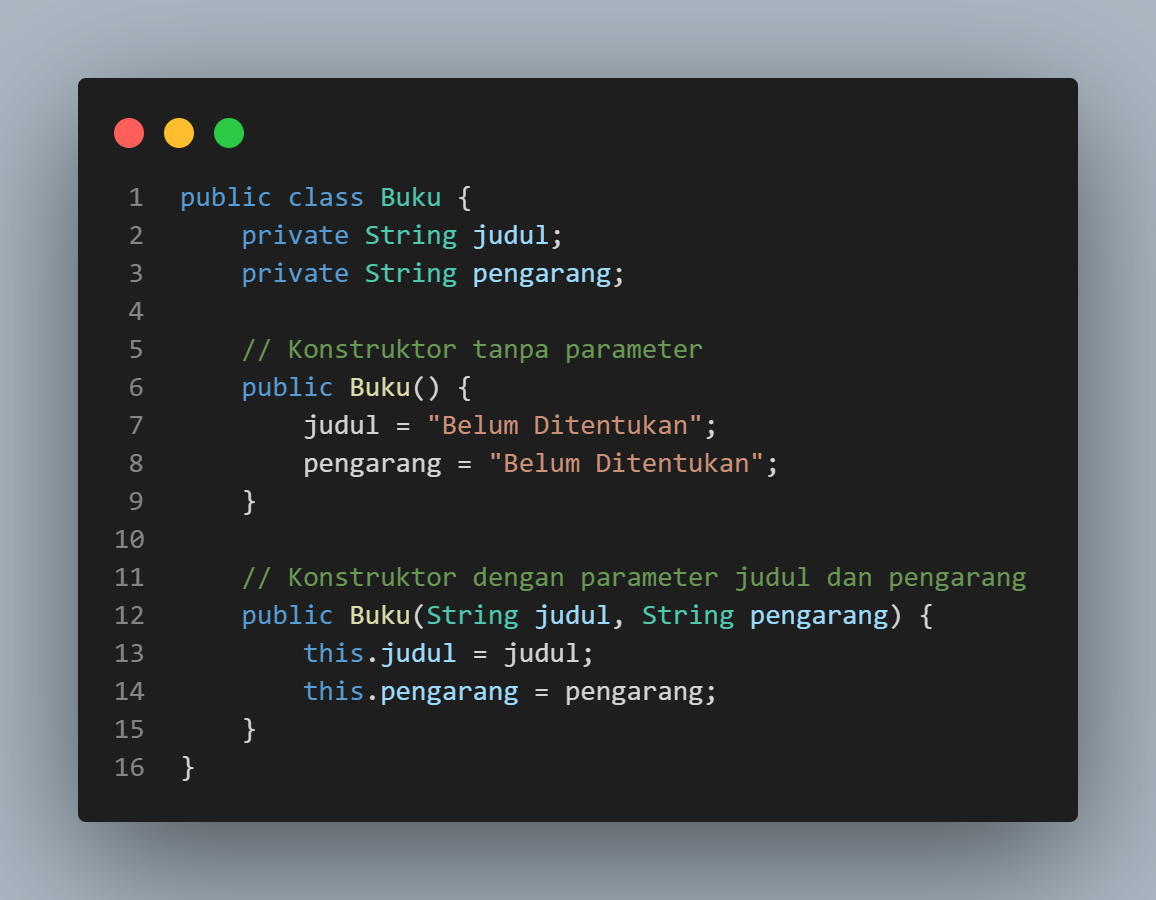 1 public class Buku {
2     private String judul;
3     private String pengarang;
4
5     // Konstruktor tanpa parameter
6     public Buku() {
7         judul = "Belum Ditentukan";
8         pengarang = "Belum Ditentukan";
9     }
10
11     // Konstruktor dengan parameter judul dan pengarang
12     public Buku(String judul, String pengarang) {
13         this.judul = judul;
14         this.pengarang = pengarang;
15     }
16 }